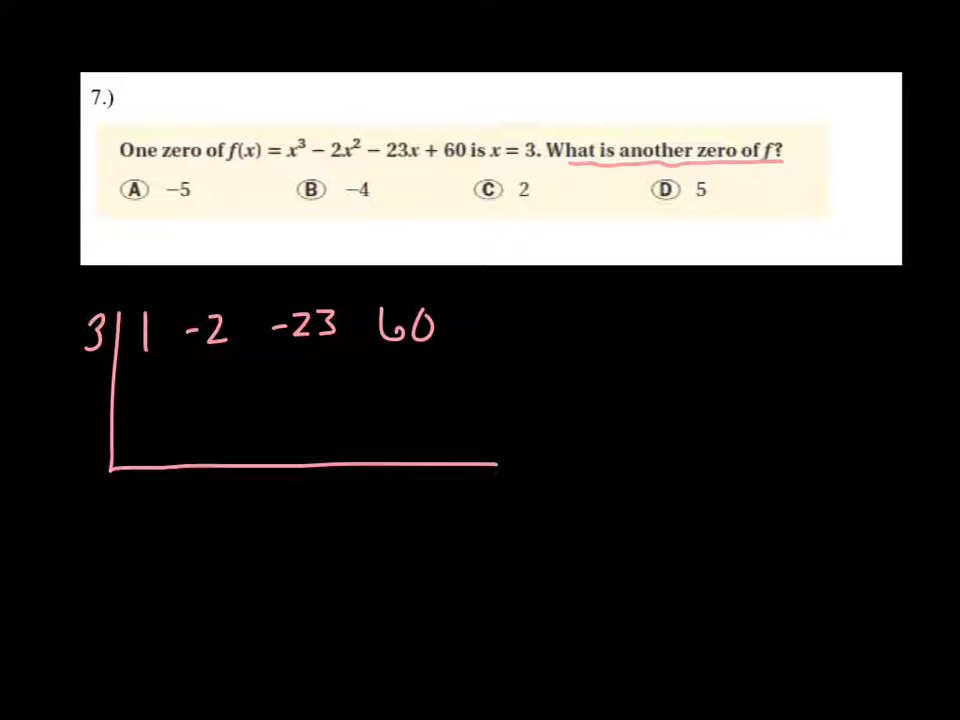 7.)
One zero of f(x) = x³ − 2x² − 23x + 60 is x = 3. What is another zero of f?
Ⓐ −5 Ⓑ −4 Ⓒ 2 Ⓓ 5
3 1 -2 -23 60